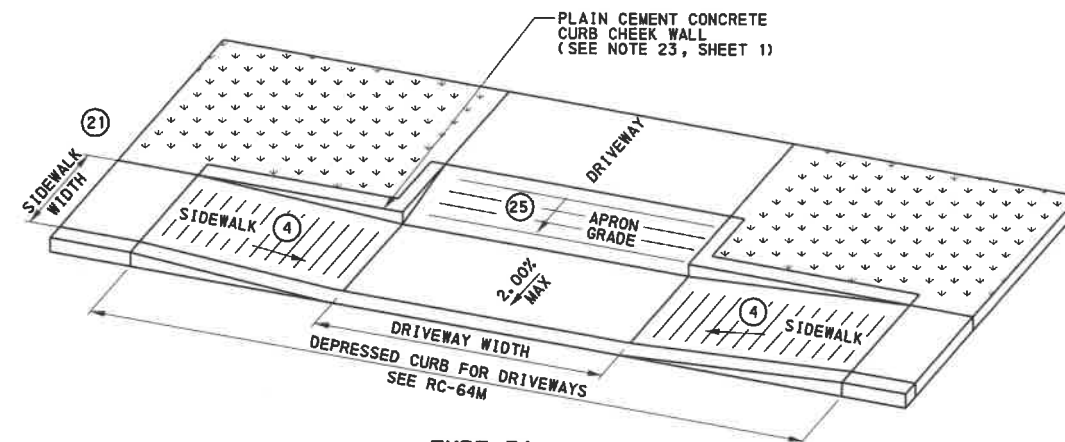 PLAIN CEMENT CONCRETE
CURB CHEEK WALL
(SEE NOTE 23, SHEET 1)
21
SIDEWALK
WIDTH
DRIVEWAY
SIDEWALK
4
25
APRON
GRADE
2.00%
MAX
4
SIDEWALK
DRIVEWAY WIDTH
DEPRESSED CURB FOR DRIVEWAYS
SEE RC-64M